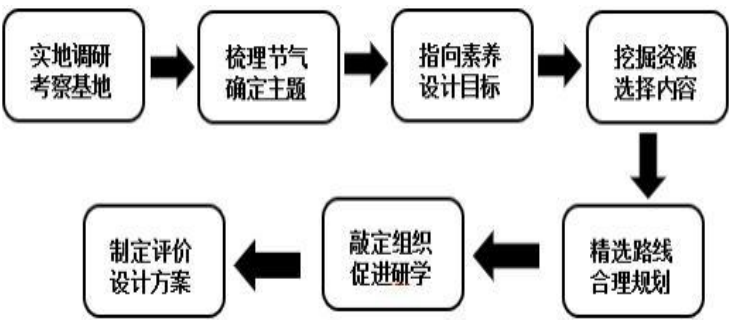 实地调研
考察基地
梳理节气
确定主题
指向素养
设计目标
挖掘资源
选择内容
精选路线
合理规划
敲定组织
促进研学
制定评价
设计方案